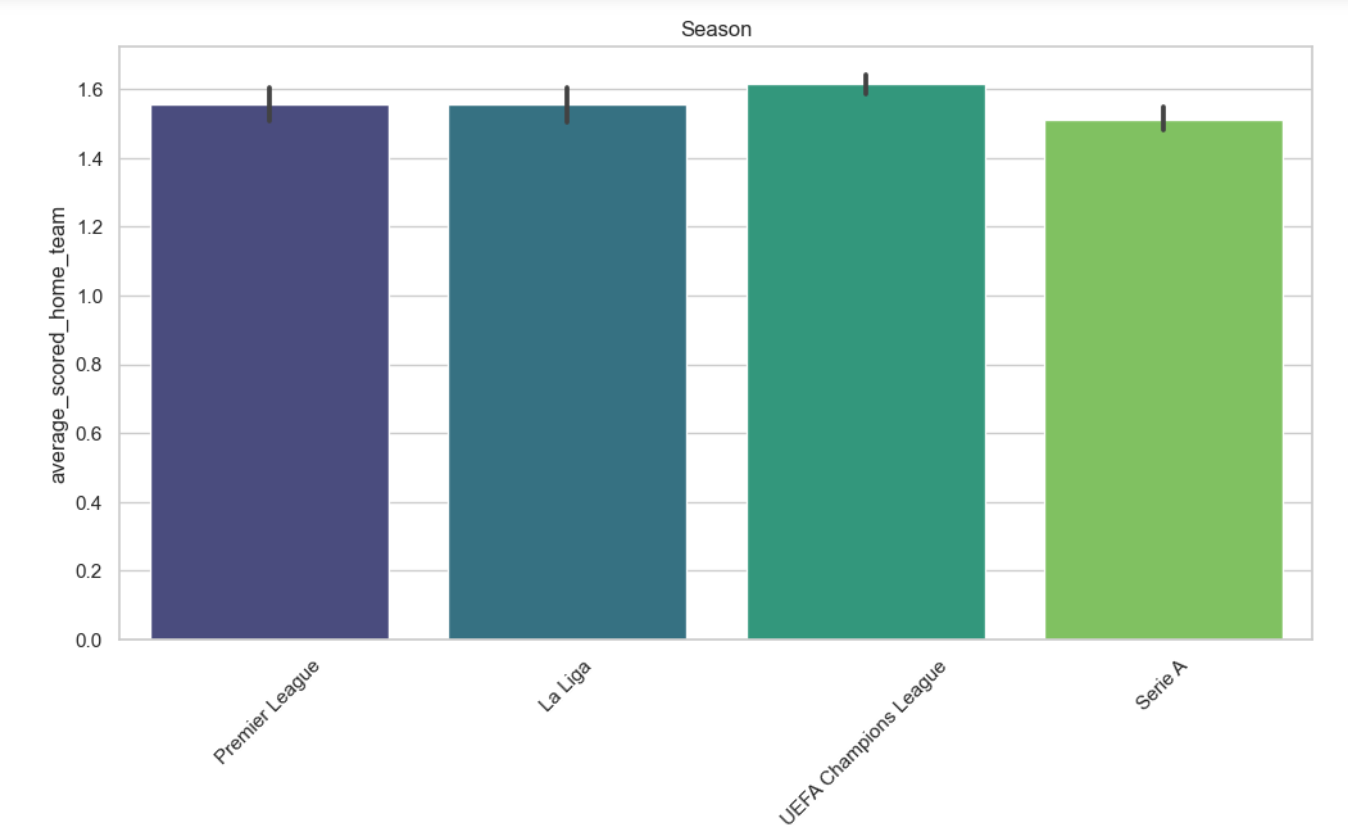 Season
average_scored_home_team
1.6
1.4
1.2
1.0
0.8
0.6
0.4
0.2
0.0
Premier League
La Liga
UEFA Champions League
Serie A